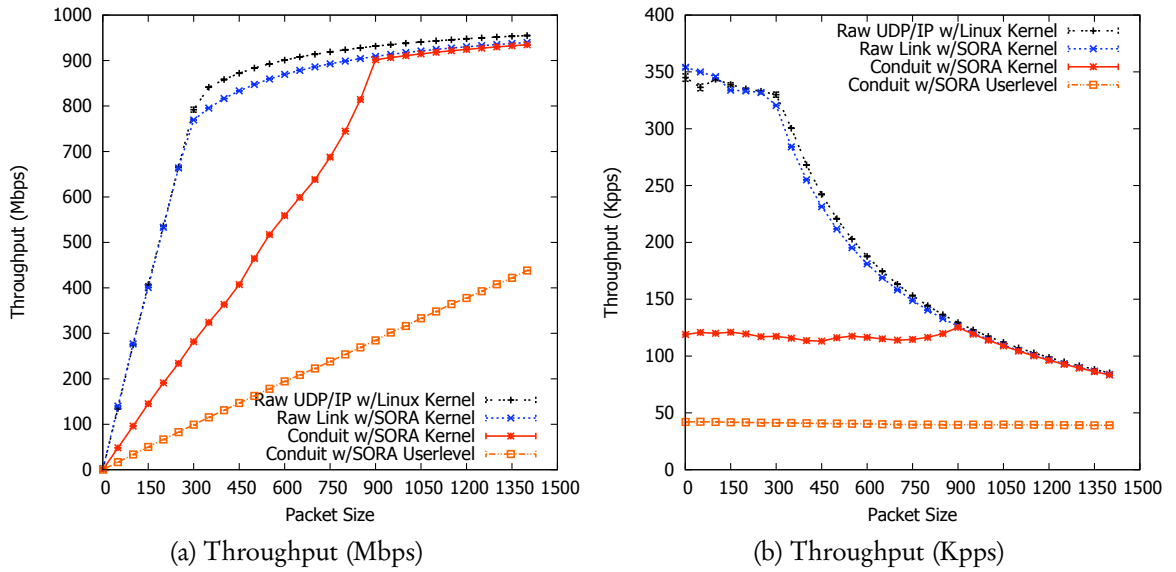 1000
900
800
700
600
500
400
300
200
100
0
Throughput (Mbps)
Raw UDP/IP w/Linux Kernel
Raw Link w/SORA Kernel
Conduit w/SORA Kernel
Conduit w/SORA Userlevel
0 150 300 450 600 750 900 1050 1200 1350 1500
Packet Size
(a) Throughput (Mbps)
400
350
300
250
200
150
100
50
0
Throughput (Kpps)
Raw UDP/IP w/Linux Kernel
Raw Link w/SORA Kernel
Conduit w/SORA Kernel
Conduit w/SORA Userlevel
0 150 300 450 600 750 900 1050 1200 1350 1500
Packet Size
(b) Throughput (Kpps)